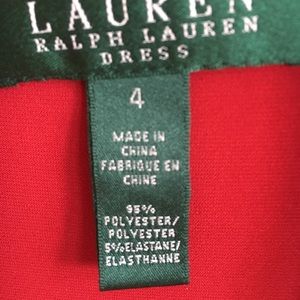 LAUREN
RALPH LAUREN
DRESS
4
MADE IN
CHINA
FABRIQUE EN
CHINE
95%
POLYESTER/
POLYESTER
5%ELASTANE/
ELASTHANNE